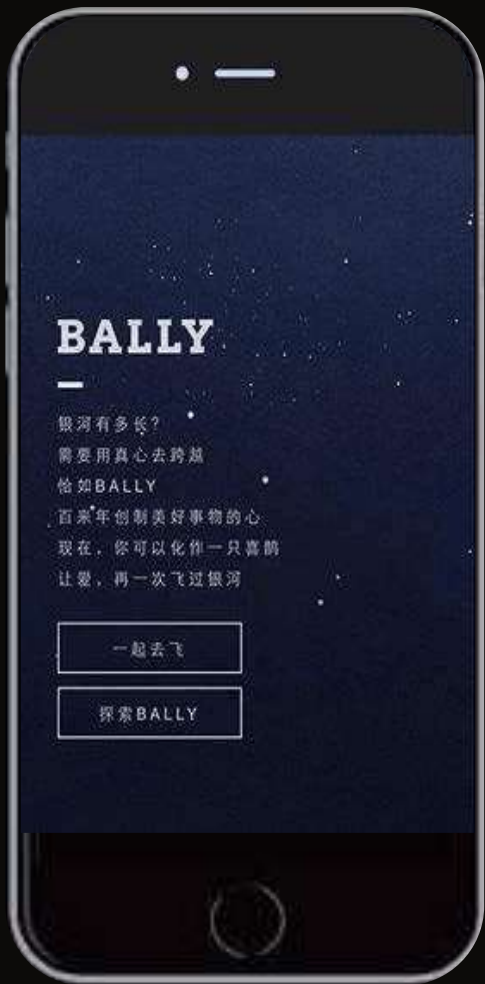 BALLY
银河有多长?
需要用真心去跨越
恰如BALLY
百来年创制美好事物的心
现在，你可以化作一只喜鹊
让爱，再一次飞过银河
一起去飞
探索BALLY